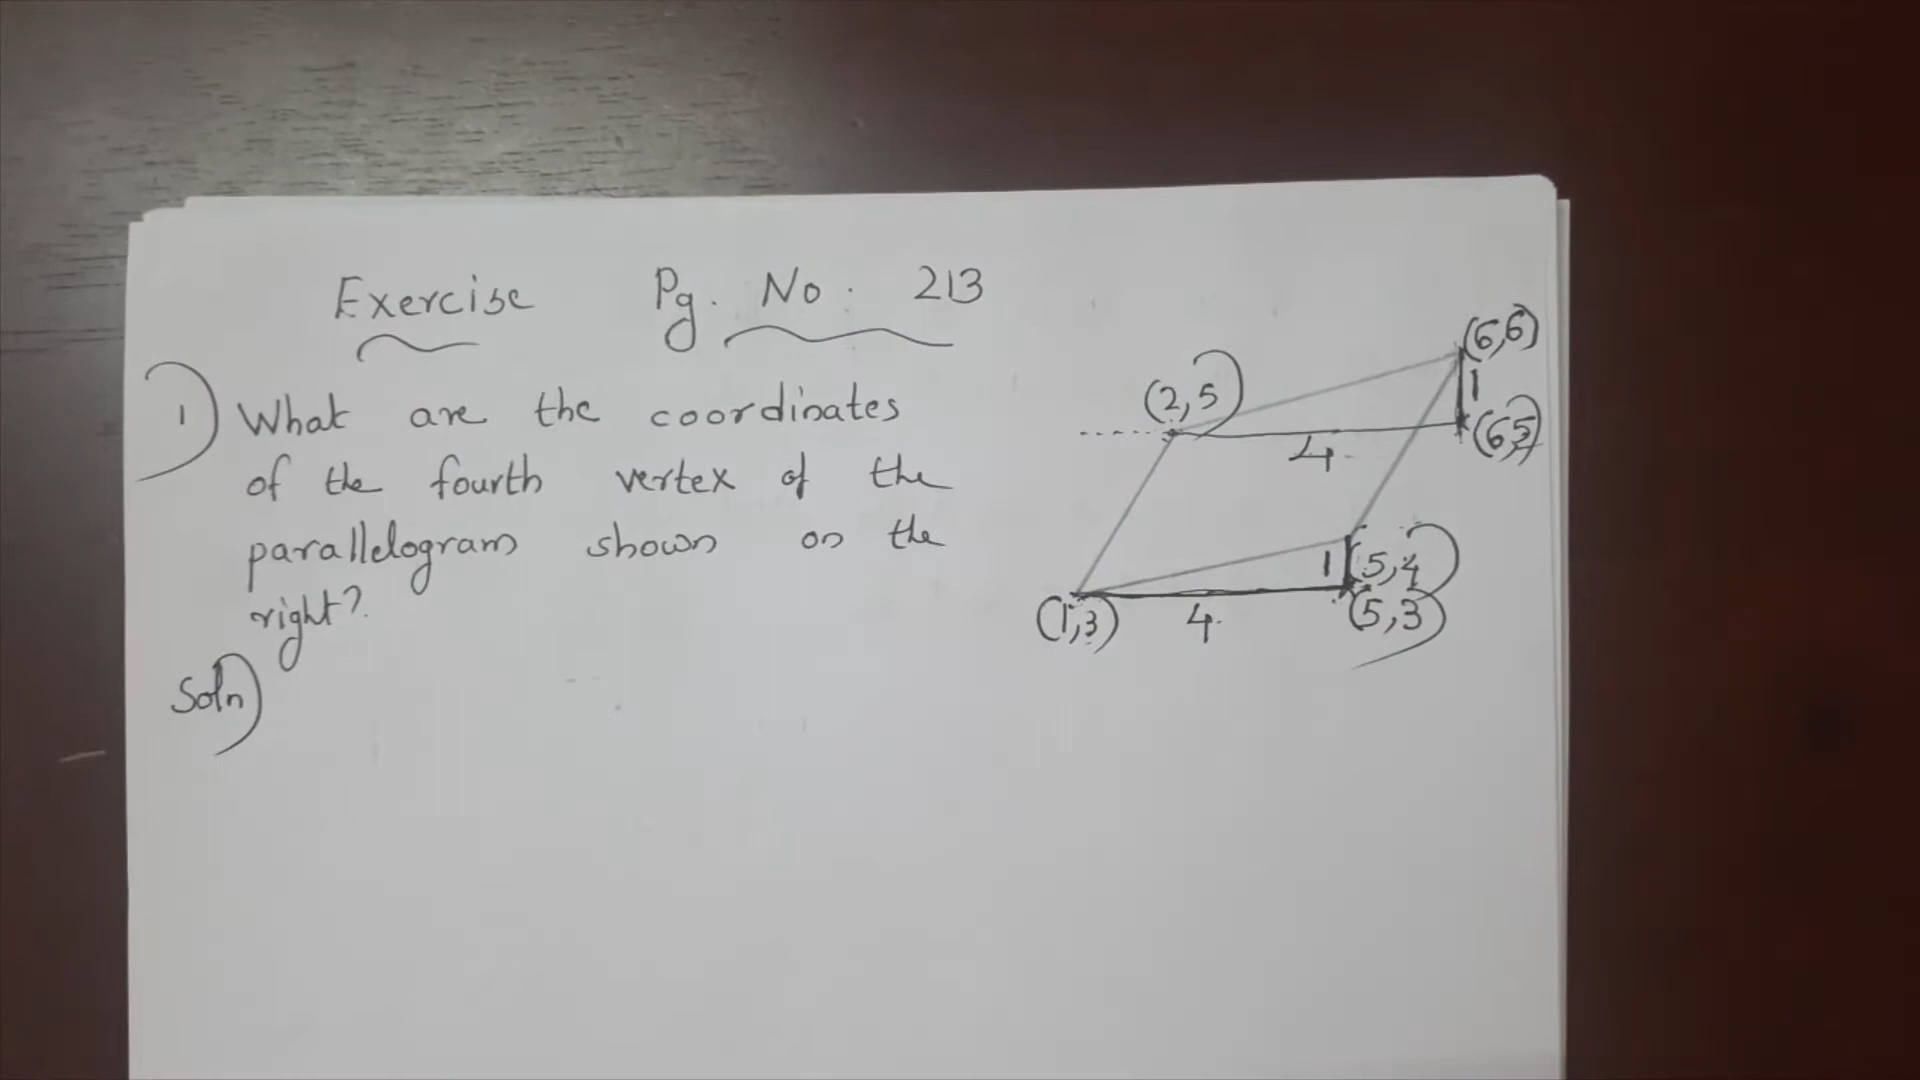 Exercise Pg. No. 213
1) What are the coordinates
of the fourth vertex of the
parallelogram shown on the
right?
Soln)
(6,6)
1
(2,5)
(6,5)
4
1
(5,4)
(1,3)
4
(5,3)